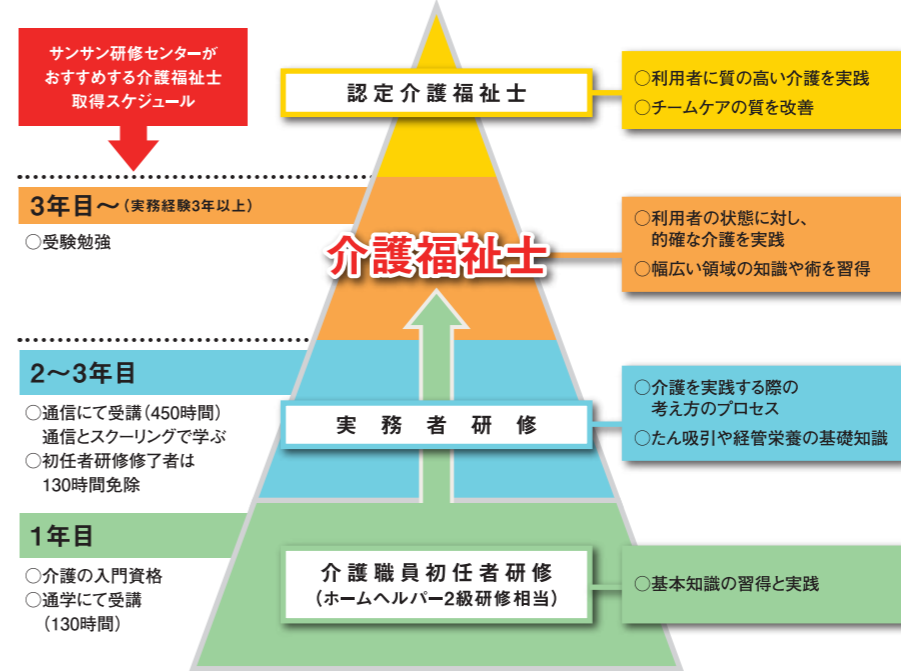 サンサン研修センターが
おすすめする介護福祉士
取得スケジュール
認定介護福祉士
○利用者に質の高い介護を実践
○チームケアの質を改善
3年目～(実務経験3年以上)
○受験勉強
介護福祉士
○利用者の状態に対し、
的確な介護を実践
○幅広い領域の知識や術を習得
2～3年目
○通信にて受講(450時間)
通信とスクーリングで学ぶ
○初任者研修修了者は
130時間免除
実務者研修
○介護を実践する際の
考え方のプロセス
○たん吸引や経管栄養の基礎知識
1年目
○介護の入門資格
○通学にて受講
(130時間)
介護職員初任者研修
(ホームヘルパー2級研修相当)
○基本知識の習得と実践